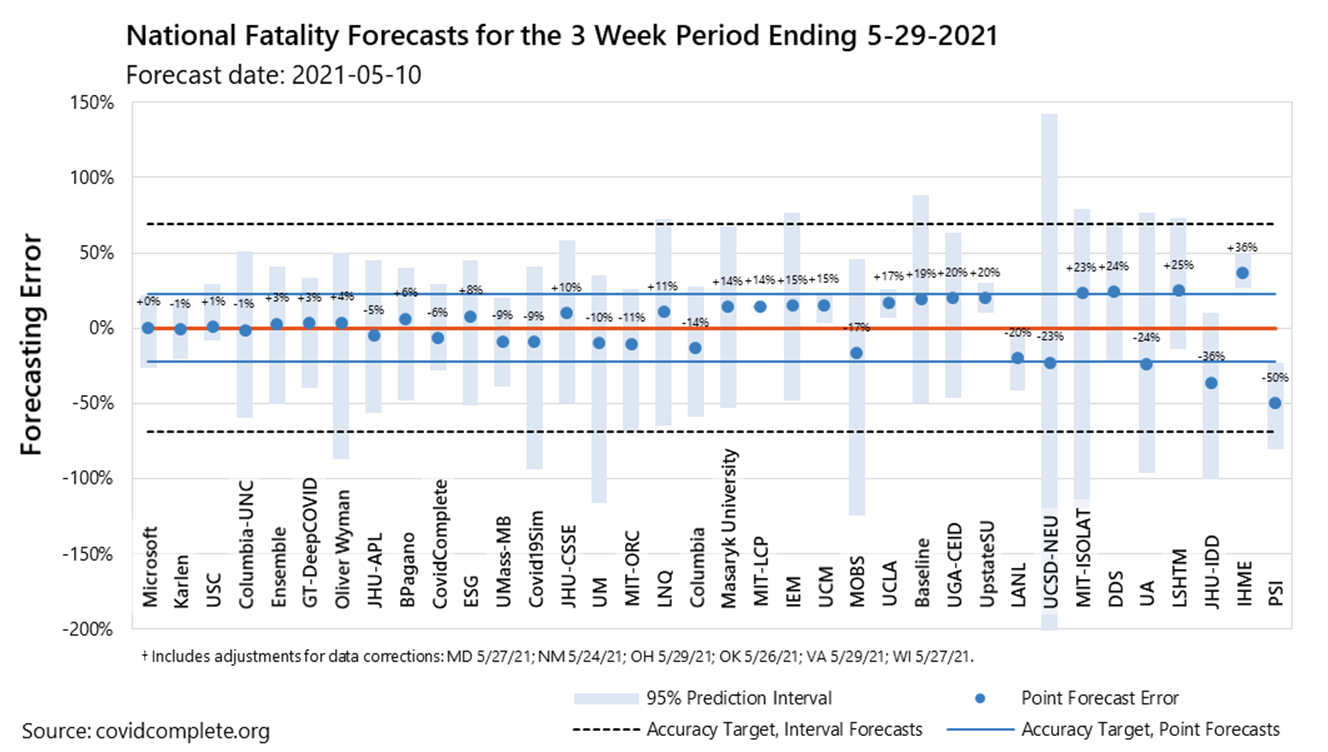 National Fatality Forecasts for the 3 Week Period Ending 5-29-2021
Forecast date: 2021-05-10
Forecasting Error
150%
100%
50%
0%
-50%
-100%
-150%
-200%
+0%
-1%
+1%
-1%
+3%
+3%
+4%
-5%
+6%
-6%
+8%
-9%
-9%
+10%
-10%
-11%
+11%
-14%
+14%
+14%
+15%
+15%
-17%
+17%
+19%
+20%
+20%
-20%
-23%
+23%
+24%
-24%
+25%
-36%
+36%
-50%
Microsoft
Karlen
USC
Columbia-UNC
Ensemble
GT-DeepCOVID
Oliver Wyman
JHU-APL
BPagano
CovidComplete
ESG
UMass-MB
Covid19Sim
JHU-CSSE
UM
MIT-ORC
LNQ
Columbia
Masaryk University
MIT-LCP
IEM
UCM
MOBS
UCLA
Baseline
UGA-CEID
UpstateSU
LANL
UCSD-NEU
MIT-ISOLAT
DDS
UA
LSHTM
JHU-IDD
IHME
PSI
† Includes adjustments for data corrections: MD 5/27/21; NM 5/24/21; OH 5/29/21; OK 5/26/21; VA 5/29/21; WI 5/27/21.
95% Prediction Interval
Point Forecast Error
Accuracy Target, Interval Forecasts
Accuracy Target, Point Forecasts
Source: covidcomplete.org